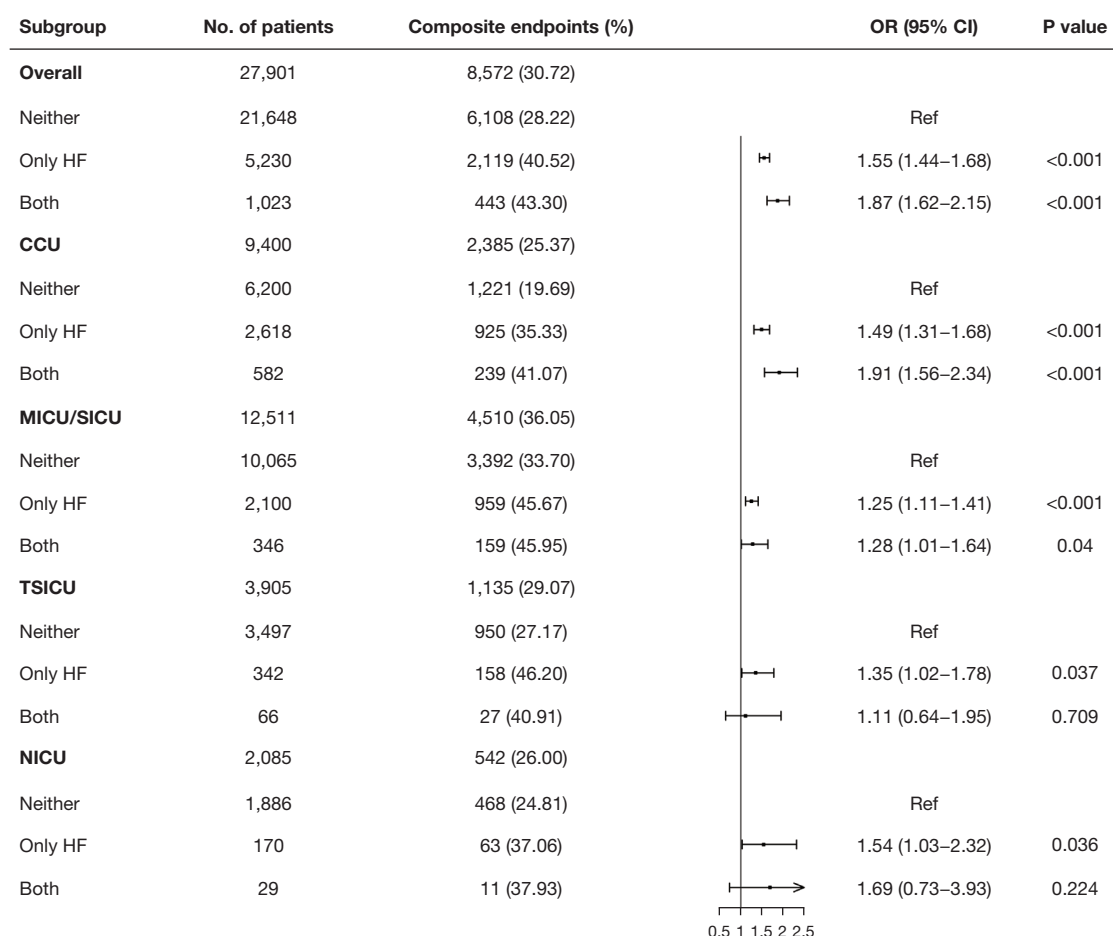 Subgroup No. of patients Composite endpoints (%) OR (95% CI) P value
Overall 27,901 8,572 (30.72)
Neither 21,648 6,108 (28.22) Ref
Only HF 5,230 2,119 (40.52) 1.55 (1.44–1.68) <0.001
Both 1,023 443 (43.30) 1.87 (1.62–2.15) <0.001
CCU 9,400 2,385 (25.37)
Neither 6,200 1,221 (19.69) Ref
Only HF 2,618 925 (35.33) 1.49 (1.31–1.68) <0.001
Both 582 239 (41.07) 1.91 (1.56–2.34) <0.001
MICU/SICU 12,511 4,510 (36.05)
Neither 10,065 3,392 (33.70) Ref
Only HF 2,100 959 (45.67) 1.25 (1.11–1.41) <0.001
Both 346 159 (45.95) 1.28 (1.01–1.64) 0.04
TSICU 3,905 1,135 (29.07)
Neither 3,497 950 (27.17) Ref
Only HF 342 158 (46.20) 1.35 (1.02–1.78) 0.037
Both 66 27 (40.91) 1.11 (0.64–1.95) 0.709
NICU 2,085 542 (26.00)
Neither 1,886 468 (24.81) Ref
Only HF 170 63 (37.06) 1.54 (1.03–2.32) 0.036
Both 29 11 (37.93) 1.69 (0.73–3.93) 0.224
0.5 1 1.5 2 2.5